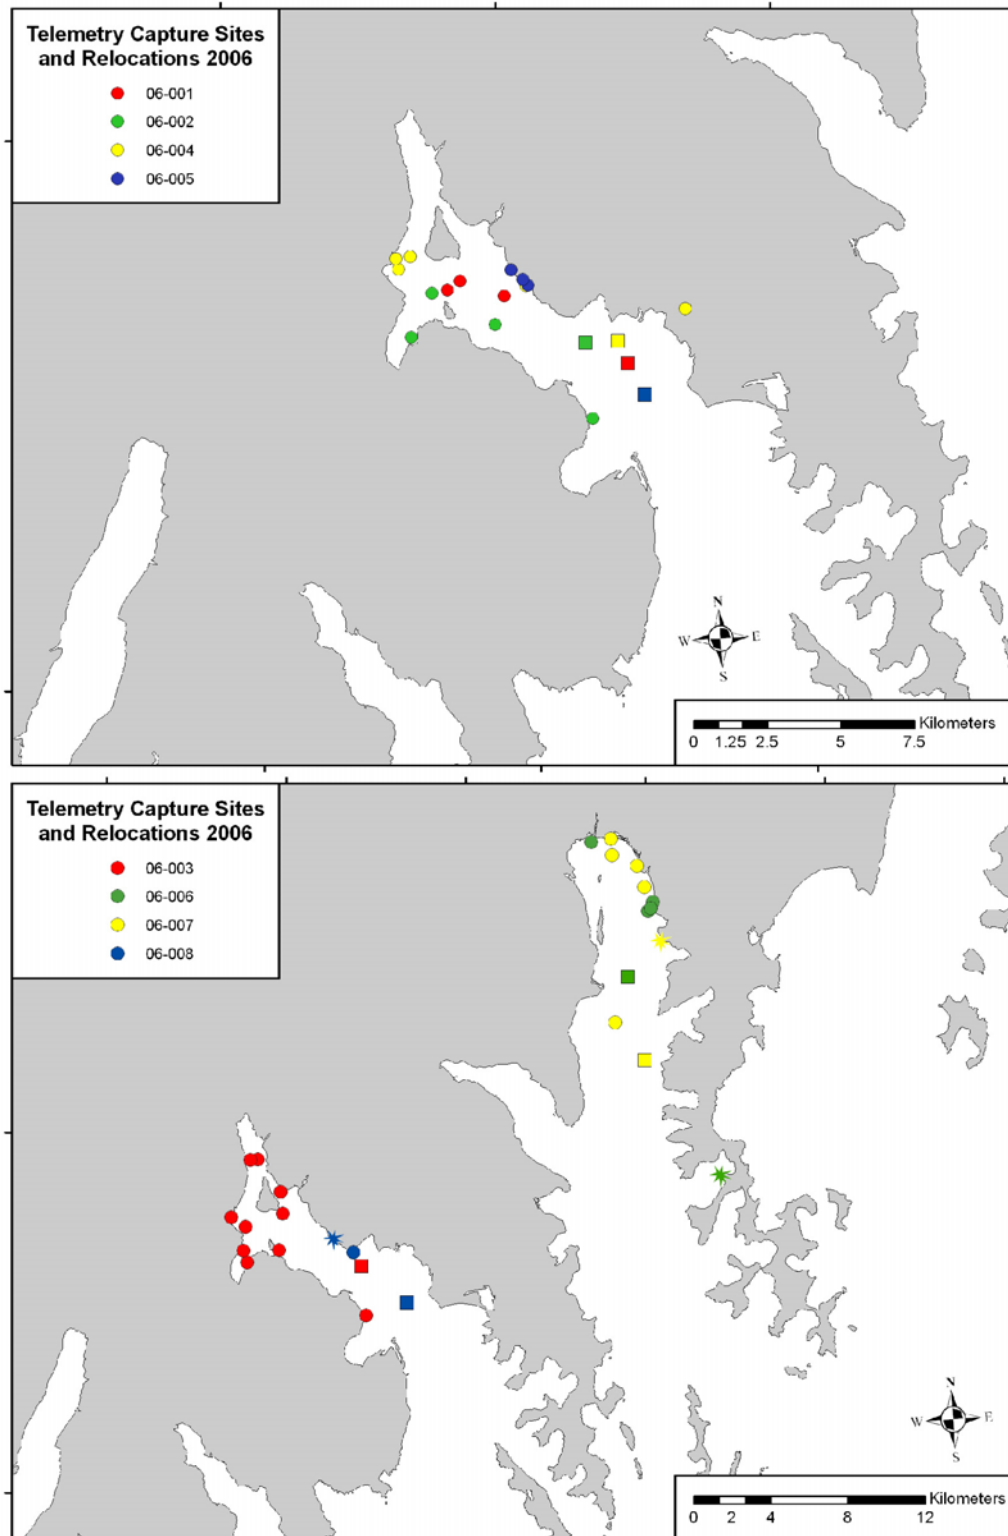 Telemetry Capture Sites
and Relocations 2006
06-001
06-002
06-004
06-005
N
W E
S
Kilometers
0 1.25 2.5 5 7.5
Telemetry Capture Sites
and Relocations 2006
06-003
06-006
06-007
06-008
N
W E
S
Kilometers
0 2 4 8 12